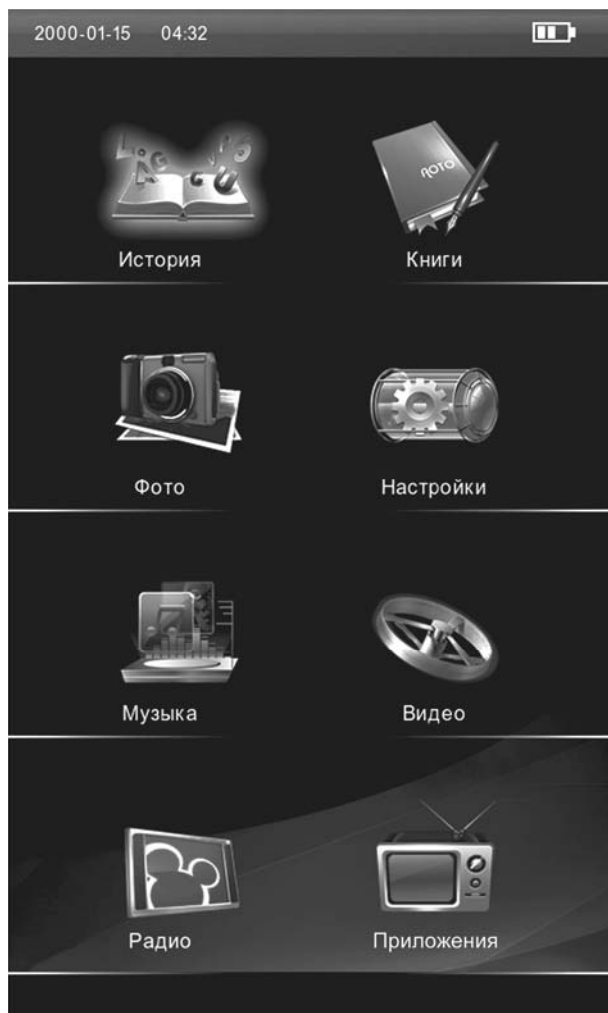 2000-01-15 04:32
История Книги
Фото Настройки
Музыка Видео
Радио Приложения